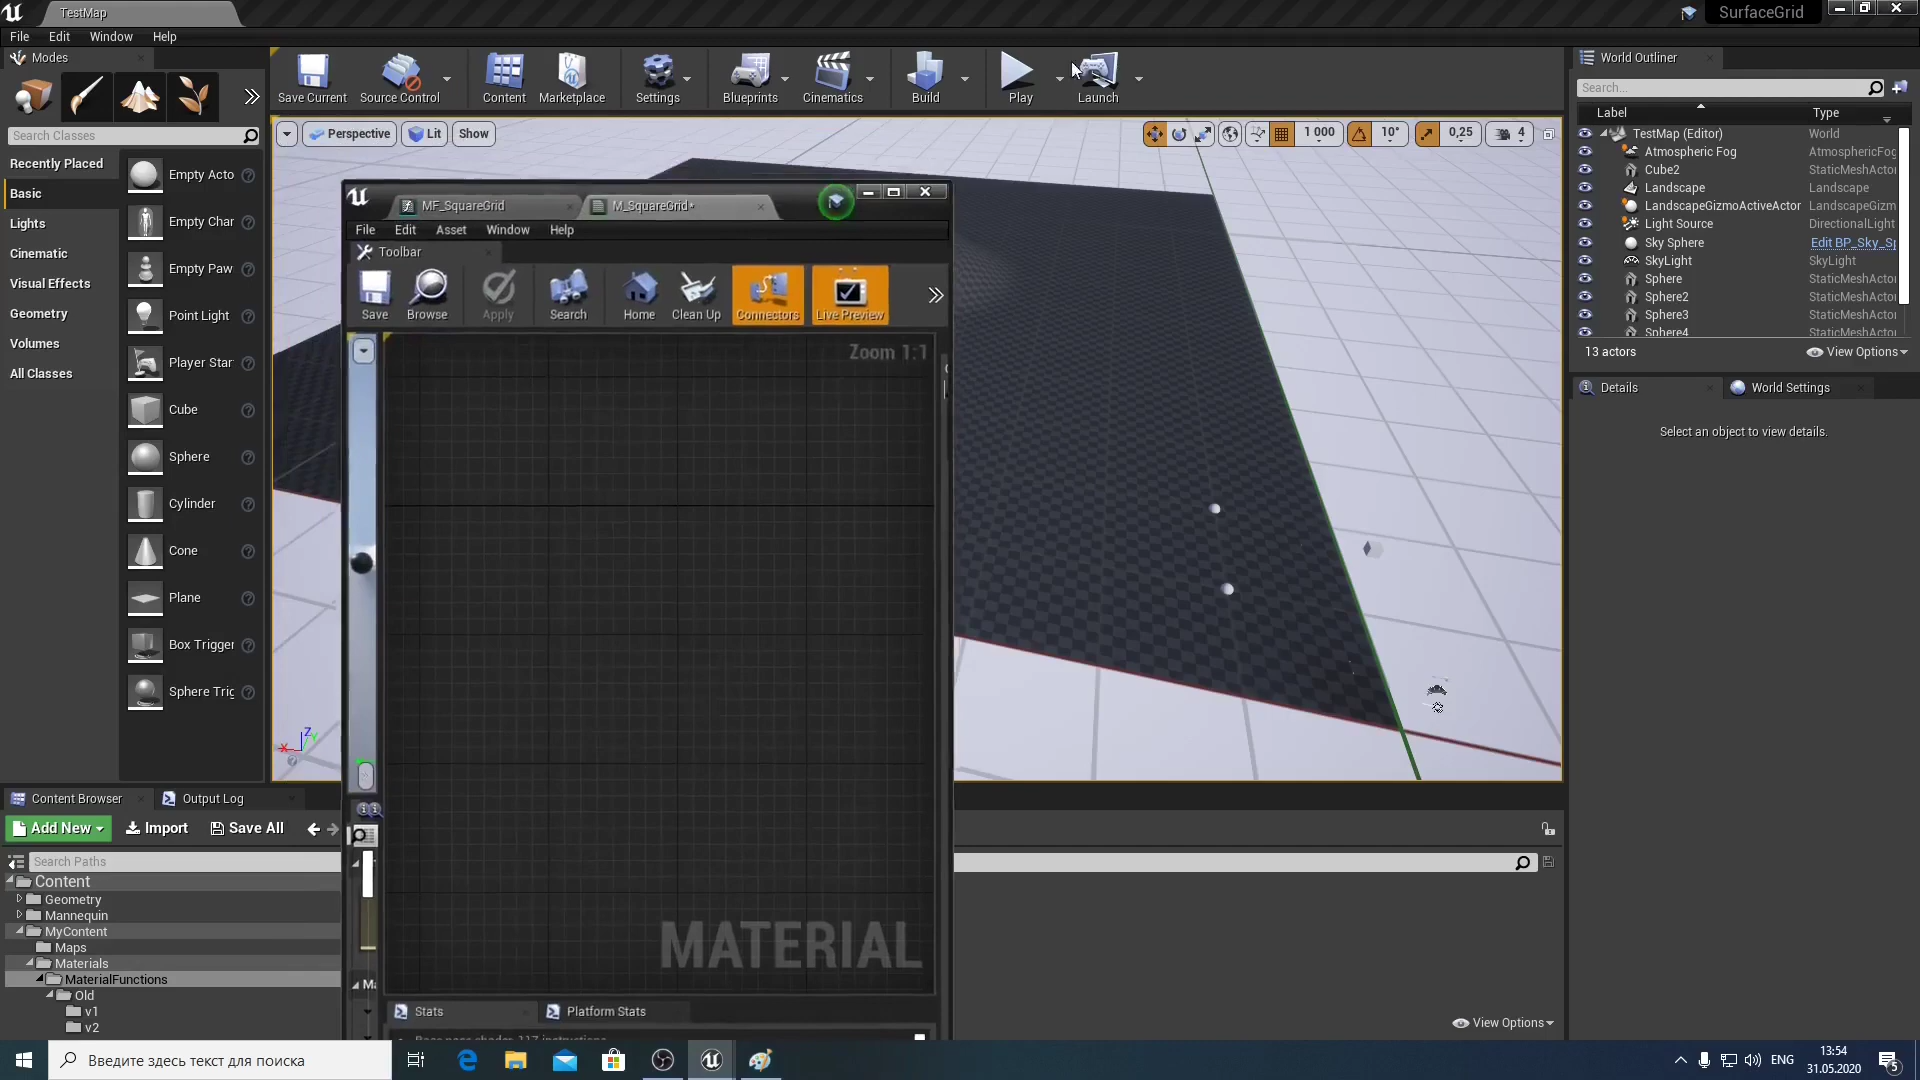 TestMap
SurfaceGrid
File Edit Window Help
Modes
Search Classes
Recently Placed
Basic
Lights
Cinematic
Visual Effects
Geometry
Volumes
All Classes
Empty Acto
Empty Char
Empty Paw
Point Light
Player Star
Cube
Sphere
Cylinder
Cone
Plane
Box Trigger
Sphere Tric
Save Current
Source Control
Content
Marketplace
Settings
Blueprints
Cinematics
Build
Play
Launch
Perspective
Lit
Show
1 000
10°
0,25
4
MF_SquareGrid
M_SquareGrid*
File Edit Asset Window Help
Toolbar
Save
Browse
Apply
Search
Home
Clean Up
Connectors
Live Preview
Zoom 1:1
MATERIAL
Stats
Platform Stats
World Outliner
Search...
Label Type
TestMap (Editor) World
Atmospheric Fog AtmosphericFog
Cube2 StaticMeshActo
Landscape Landscape
LandscapeGizmoActiveActor LandscapeGizm
Light Source DirectionalLight
Sky Sphere Edit BP_Sky_Sp
SkyLight SkyLight
Sphere StaticMeshActo
Sphere2 StaticMeshActo
Sphere3 StaticMeshActo
Sphere4 StaticMeshActo
13 actors
View Options
Details
World Settings
Select an object to view details.
Content Browser
Output Log
Add New
Import
Save All
Search Paths
Content
Geometry
Mannequin
MyContent
Maps
Materials
MaterialFunctions
Old
v1
v2
View Options
Введите здесь текст для поиска
ENG
13:54
31.05.2020
5